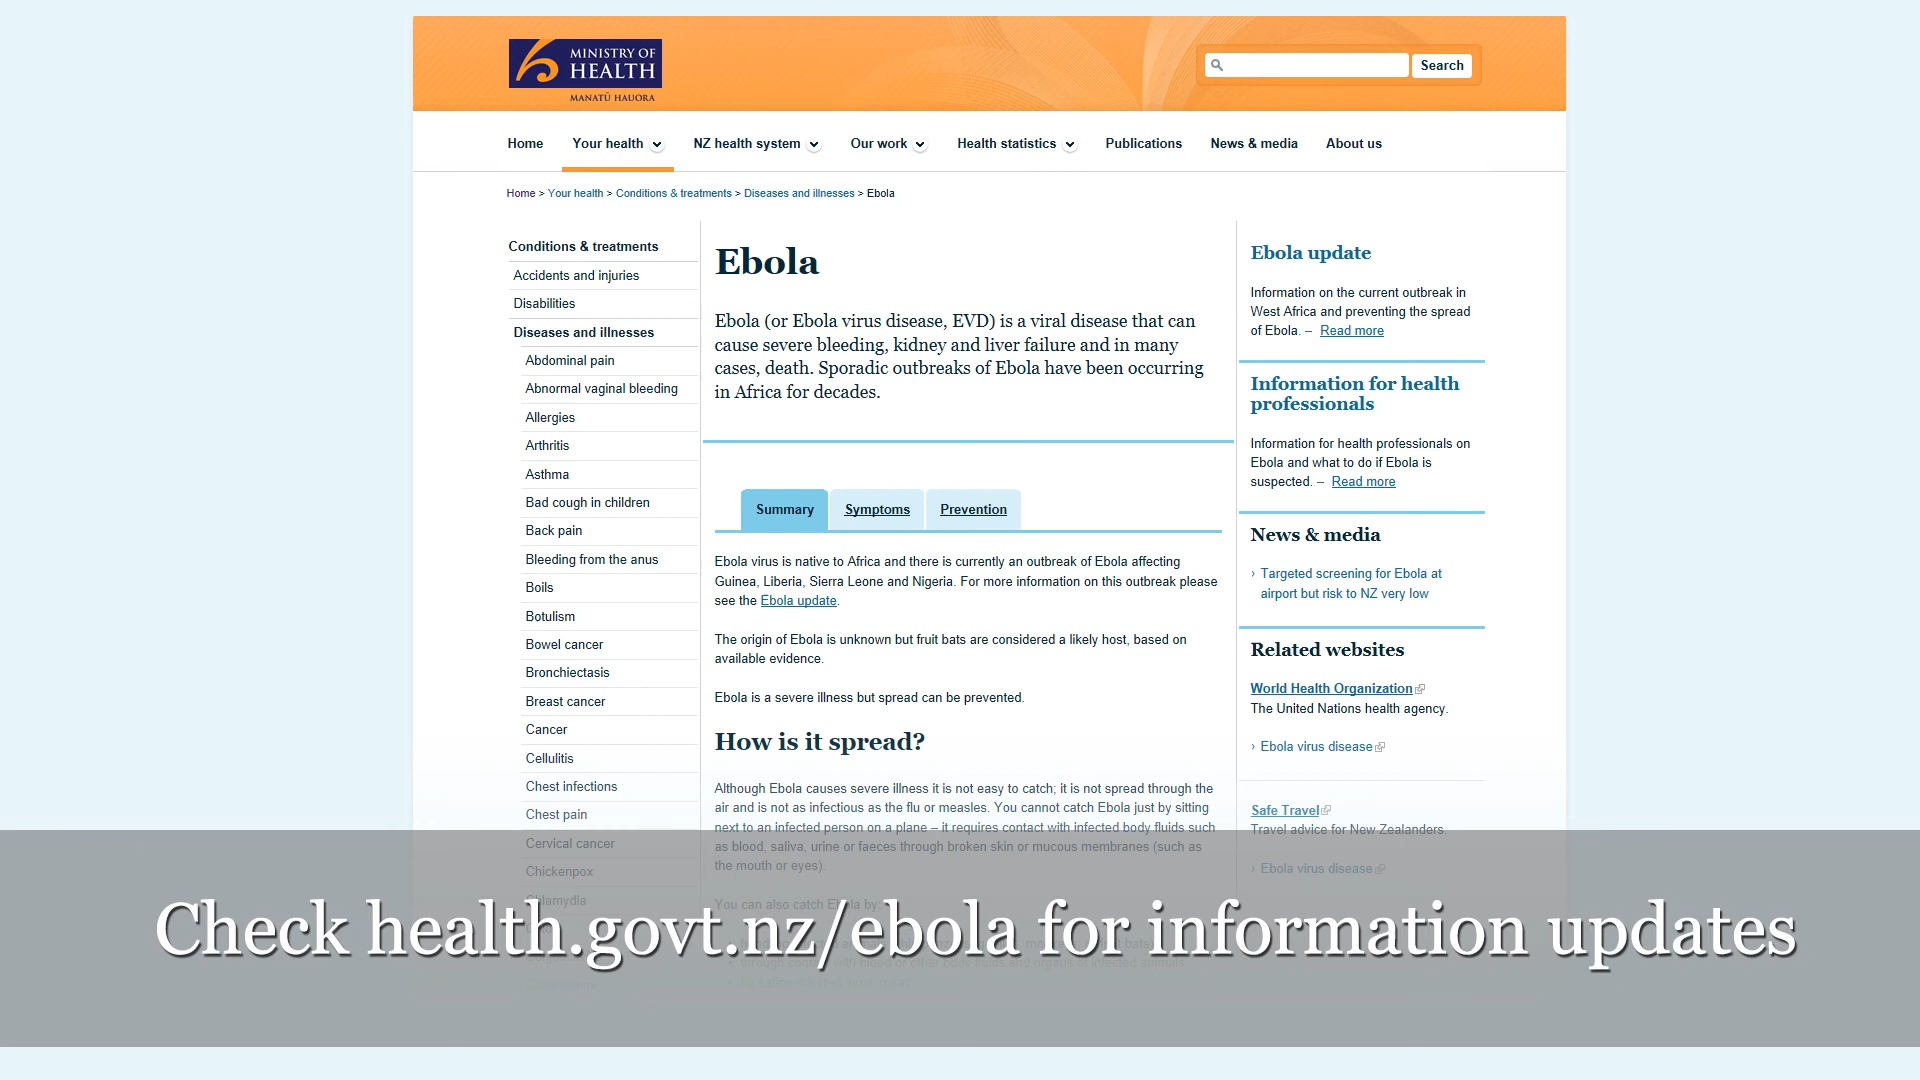 MINISTRY OF
HEALTH
MANATŪ HAUORA
Search
Home
Your health
NZ health system
Our work
Health statistics
Publications
News & media
About us
Home > Your health > Conditions & treatments > Diseases and illnesses > Ebola
Conditions & treatments
Accidents and injuries
Disabilities
Diseases and illnesses
Abdominal pain
Abnormal vaginal bleeding
Allergies
Arthritis
Asthma
Bad cough in children
Back pain
Bleeding from the anus
Boils
Botulism
Bowel cancer
Bronchiectasis
Breast cancer
Cancer
Cellulitis
Chest infections
Chest pain
Cervical cancer
Chickenpox
Chlamydia
Ebola
Ebola (or Ebola virus disease, EVD) is a viral disease that can
cause severe bleeding, kidney and liver failure and in many
cases, death. Sporadic outbreaks of Ebola have been occurring
in Africa for decades.
Summary
Symptoms
Prevention
Ebola virus is native to Africa and there is currently an outbreak of Ebola affecting
Guinea, Liberia, Sierra Leone and Nigeria. For more information on this outbreak please
see the Ebola update.
The origin of Ebola is unknown but fruit bats are considered a likely host, based on
available evidence.
Ebola is a severe illness but spread can be prevented.
How is it spread?
Although Ebola causes severe illness it is not easy to catch; it is not spread through the
air and is not as infectious as the flu or measles. You cannot catch Ebola just by sitting
next to an infected person on a plane – it requires contact with infected body fluids such
as blood, saliva, urine or faeces through broken skin or mucous membranes (such as
the mouth or eyes).
You can also catch Ebola by:
Ebola update
Information on the current outbreak in
West Africa and preventing the spread
of Ebola. – Read more
Information for health
professionals
Information for health professionals on
Ebola and what to do if Ebola is
suspected. – Read more
News & media
› Targeted screening for Ebola at
airport but risk to NZ very low
Related websites
World Health Organization
The United Nations health agency.
› Ebola virus disease
Safe Travel
Travel advice for New Zealanders.
› Ebola virus disease
Check health.govt.nz/ebola for information updates